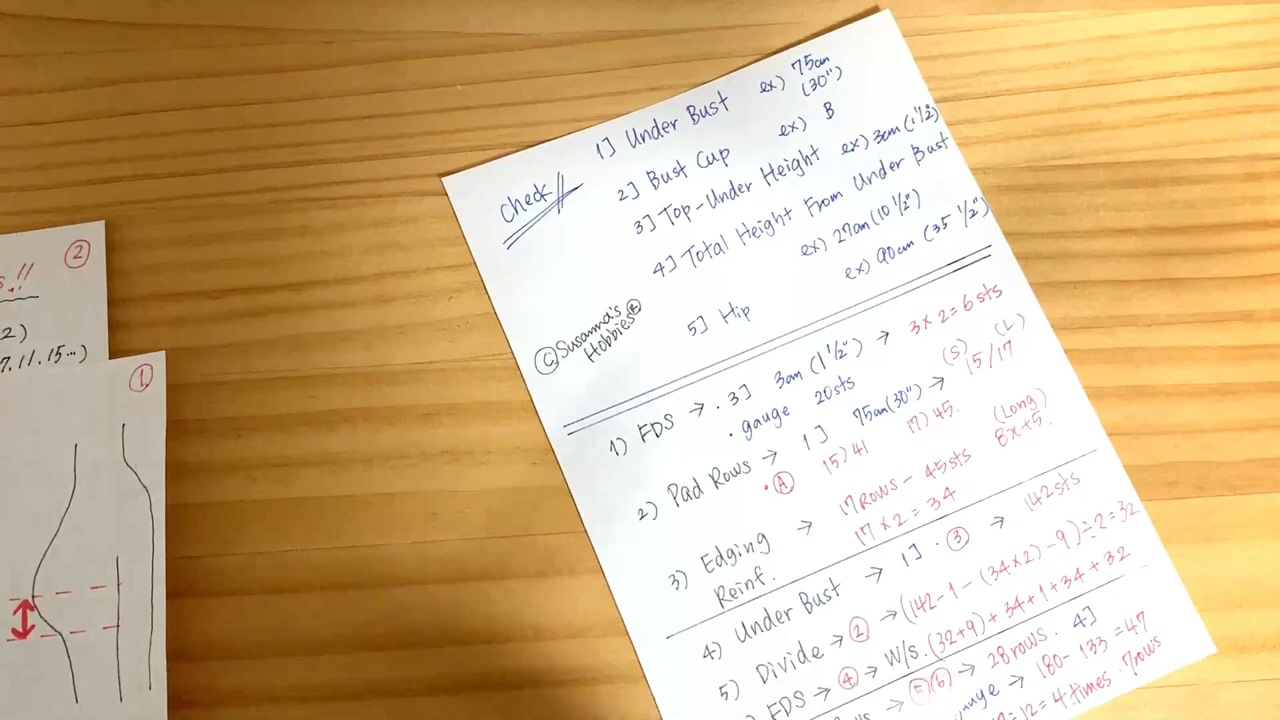 ②
s.!!
2)
7.11.15...)
①
check!!
1] Under Bust ex) 75cm (30")
2] Bust Cup ex) B
3] Top-Under Height ex) 3cm (1 1/2)
4] Total Height From Under Bust
ex) 27cm (10 1/2")
5] Hip ex) 90cm (35 1/2")
Ⓒ Susanna's
Hobbies
1) FDS → . 3] 3cm (1 1/2") → 3×2=6sts
. gauge 20sts
2) Pad Rows → 1] 75cm(30") → (S) 15/17 (L)
. Ⓐ 15)41 17)45. (Long)
3) Edging → 17 Rows - 45sts 8x+5.
Reinf. 17×2=34
4) Under Bust → 1] . ③ → 142sts
5) Divide → ② → (142-1-(34×2)-9)÷2=32
FDS → ④ → W/s. (32+9)+34+1+34+32
⑤⑥ → 28rows. 4]
→ 180-133=47
12=4.times. 7rows